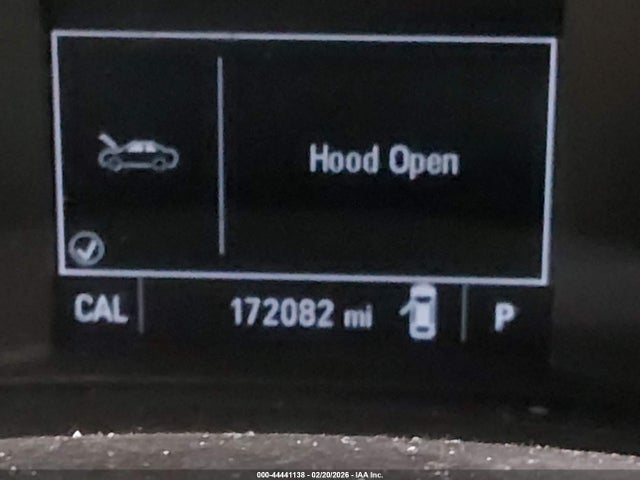 Hood Open
CAL 172082 mi P
000-44441138 - 02/20/2026 - IAA Inc.